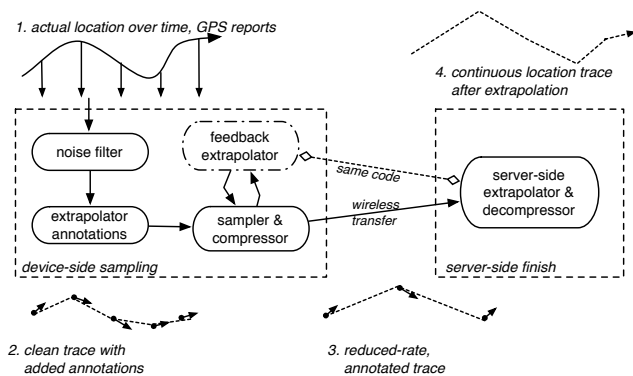 1. actual location over time, GPS reports
4. continuous location trace
after extrapolation
noise filter
feedback
extrapolator
same code
server-side
extrapolator &
decompressor
extrapolator
annotations
sampler &
compressor
wireless
transfer
device-side sampling
server-side finish
2. clean trace with
added annotations
3. reduced-rate,
annotated trace